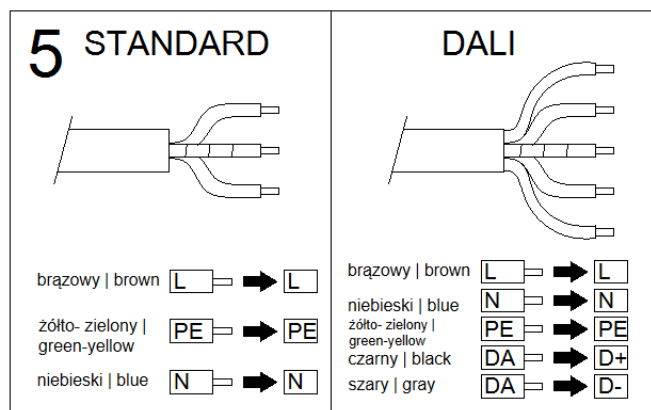 5 STANDARD
brązowy | brown L L
żółto- zielony |
green-yellow PE PE
niebieski | blue N N
DALI
brązowy | brown L L
niebieski | blue N N
żółto- zielony |
green-yellow PE PE
czarny | black DA D+
szary | gray DA D-